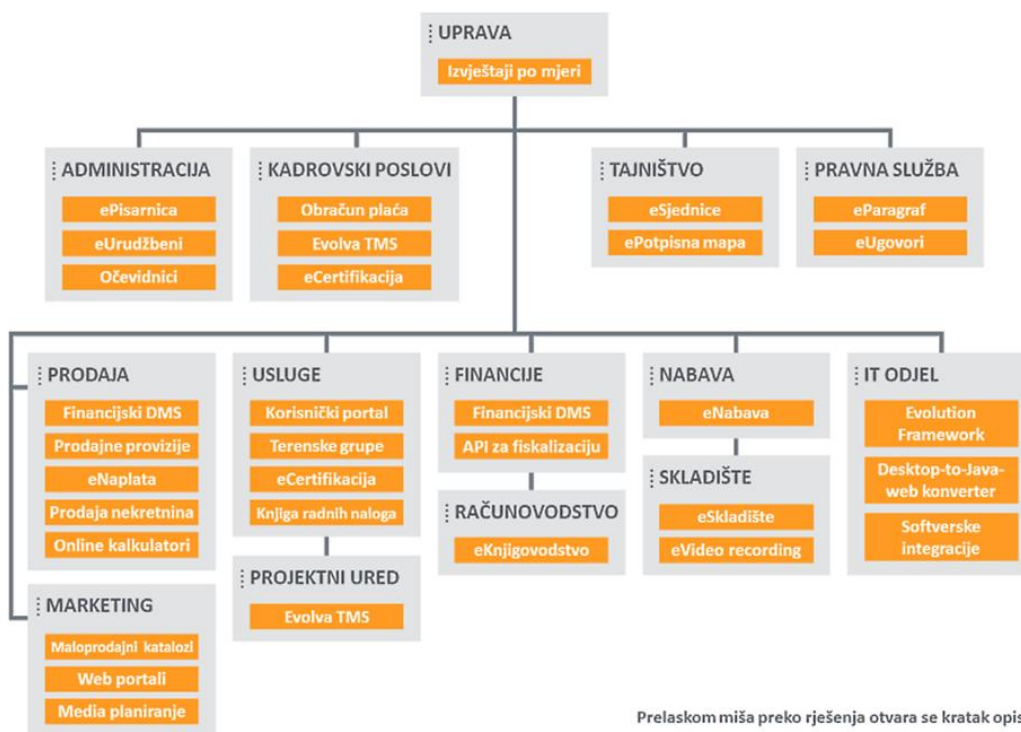 UPRAVA
Izvještaji po mjeri
ADMINISTRACIJA
ePisarnica
eUrudžbeni
Očevidnici
KADROVSKI POSLOVI
Obračun plaća
Evolva TMS
eCertifikacija
TAJNIŠTVO
eSjednice
ePotpisna mapa
PRAVNA SLUŽBA
eParagraf
eUgovori
PRODAJA
Financijski DMS
Prodajne provizije
eNaplata
Prodaja nekretnina
Online kalkulatori
MARKETING
Maloprodajni katalozi
Web portali
Media planiranje
USLUGE
Korisnički portal
Terenske grupe
eCertifikacija
Knjiga radnih naloga
PROJEKTNI URED
Evolva TMS
FINANCIJE
Financijski DMS
API za fiskalizaciju
RAČUNOVODSTVO
eKnjigovodstvo
NABAVA
eNabava
SKLADIŠTE
eSkladište
eVideo recording
IT ODJEL
Evolution
Framework
Desktop-to-Java-
web konverter
Softverske
integracije
Prelaskom miša preko rješenja otvara se kratak opis